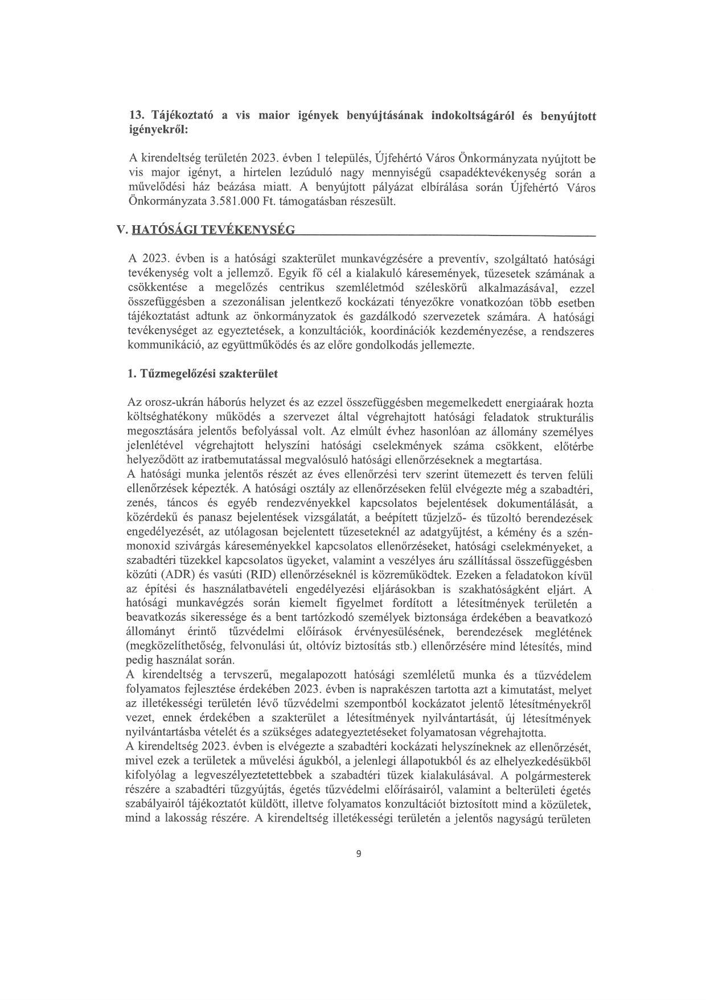 13. Tájékoztató a vis maior igények benyújtásának indokoltságáról és benyújtott
igényekről:
A kirendeltség területén 2023. évben 1 település, Újfehértó Város Önkormányzata nyújtott be
vis major igényt, a hirtelen lezúduló nagy mennyiségű csapadéktevékenység során a
művelődési ház beázása miatt. A benyújtott pályázat elbírálása során Újfehértó Város
Önkormányzata 3.581.000 Ft. támogatásban részesült.
V. HATÓSÁGI TEVÉKENYSÉG
A 2023. évben is a hatósági szakterület munkavégzésére a preventív, szolgáltató hatósági
tevékenység volt a jellemző. Egyik fő cél a kialakuló káresemények, tűzesetek számának a
csökkentése a megelőzés centrikus szemléletmód széleskörű alkalmazásával, ezzel
összefüggésben a szezonálisan jelentkező kockázati tényezőkre vonatkozóan több esetben
tájékoztatást adtunk az önkormányzatok és gazdálkodó szervezetek számára. A hatósági
tevékenységet az egyeztetések, a konzultációk, koordinációk kezdeményezése, a rendszeres
kommunikáció, az együttműködés és az előre gondolkodás jellemezte.
1. Tűzmegelőzési szakterület
Az orosz-ukrán háborús helyzet és az ezzel összefüggésben megemelkedett energiaárak hozta
költséghatékony működés a szervezet által végrehajtott hatósági feladatok strukturális
megosztására jelentős befolyással volt. Az elmúlt évhez hasonlóan az állomány személyes
jelenlétével végrehajtott helyszíni hatósági cselekmények száma csökkent, előtérbe
helyeződött az iratbemutatással megvalósuló hatósági ellenőrzéseknek a megtartása.
A hatósági munka jelentős részét az éves ellenőrzési terv szerint ütemezett és terven felüli
ellenőrzések képezték. A hatósági osztály az ellenőrzéseken felül elvégezte még a szabadtéri,
zenés, táncos és egyéb rendezvényekkel kapcsolatos bejelentések dokumentálását, a
közérdekű és panasz bejelentések vizsgálatát, a beépített tűzjelző- és tűzoltó berendezések
engedélyezését, az utólagosan bejelentett tűzeseteknél az adatgyűjtést, a kémény és a szén-
monoxid szivárgás káreseményekkel kapcsolatos ellenőrzéseket, hatósági cselekményeket, a
szabadtéri tüzekkel kapcsolatos ügyeket, valamint a veszélyes áru szállítással összefüggésben
közúti (ADR) és vasúti (RID) ellenőrzéseknél is közreműködtek. Ezeken a feladatokon kívül
az építési és használatbavételi engedélyezési eljárásokban is szakhatóságként eljárt. A
hatósági munkavégzés során kiemelt figyelmet fordított a létesítmények területén a
beavatkozás sikeressége és a bent tartózkodó személyek biztonsága érdekében a beavatkozó
állományt érintő tűzvédelmi előírások érvényesülésének, berendezések meglétének
(megközelíthetőség, felvonulási út, oltóvíz biztosítás stb.) ellenőrzésére mind létesítés, mind
pedig használat során.
A kirendeltség a tervszerű, megalapozott hatósági szemléletű munka és a tűzvédelem
folyamatos fejlesztése érdekében 2023. évben is naprakészen tartotta azt a kimutatást, melyet
az illetékességi területén lévő tűzvédelmi szempontból kockázatot jelentő létesítményekről
vezet, ennek érdekében a szakterület a létesítmények nyilvántartását, új létesítmények
nyilvántartásba vételét és a szükséges adategyeztetéseket folyamatosan végrehajtotta.
A kirendeltség 2023. évben is elvégezte a szabadtéri kockázati helyszíneknek az ellenőrzését,
mivel ezek a területek a művelési águkból, a jelenlegi állapotukból és az elhelyezkedésükből
kifolyólag a legveszélyeztetettebbek a szabadtéri tüzek kialakulásával. A polgármesterek
részére a szabadtéri tűzgyújtás, égetés tűzvédelmi előírásairól, valamint a belterületi égetés
szabályairól tájékoztatót küldött, illetve folyamatos konzultációt biztosított mind a közületek,
mind a lakosság részére. A kirendeltség illetékességi területén a jelentős nagyságú területen
9